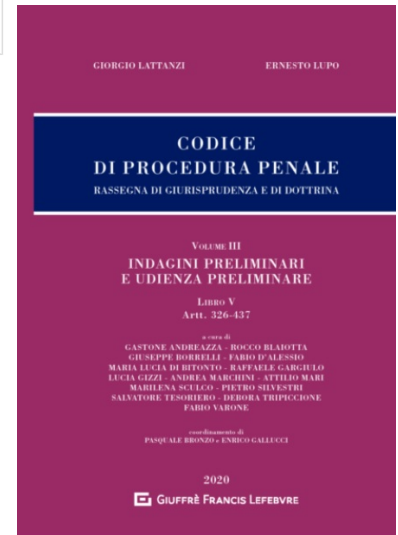 GIORGIO LATTANZI ERNESTO LUPO
CODICE
DI PROCEDURA PENALE
RASSEGNA DI GIURISPRUDENZA E DI DOTTRINA
VOLUME III
INDAGINI PRELIMINARI
E UDIENZA PRELIMINARE
LIBRO V
Artt. 326-437
a cura di
GASTONE ANDREAZZA - ROCCO BLAIOTTA
GIUSEPPE BORRELLI - FABIO D'ALESSIO
MARIA LUCIA DI BITONTO - RAFFAELE GARGIULO
LUCIA GIZZI - ANDREA MARCHINI - ATTILIO MARI
MARILENA SCULCO - PIETRO SILVESTRI
SALVATORE TESORIERO - DEBORA TRIPICCIONE
FABIO VARONE
coordinamento di
PASQUALE BRONZO e ENRICO GALLUCCI
2020
GIUFFRÈ FRANCIS LEFEBVRE